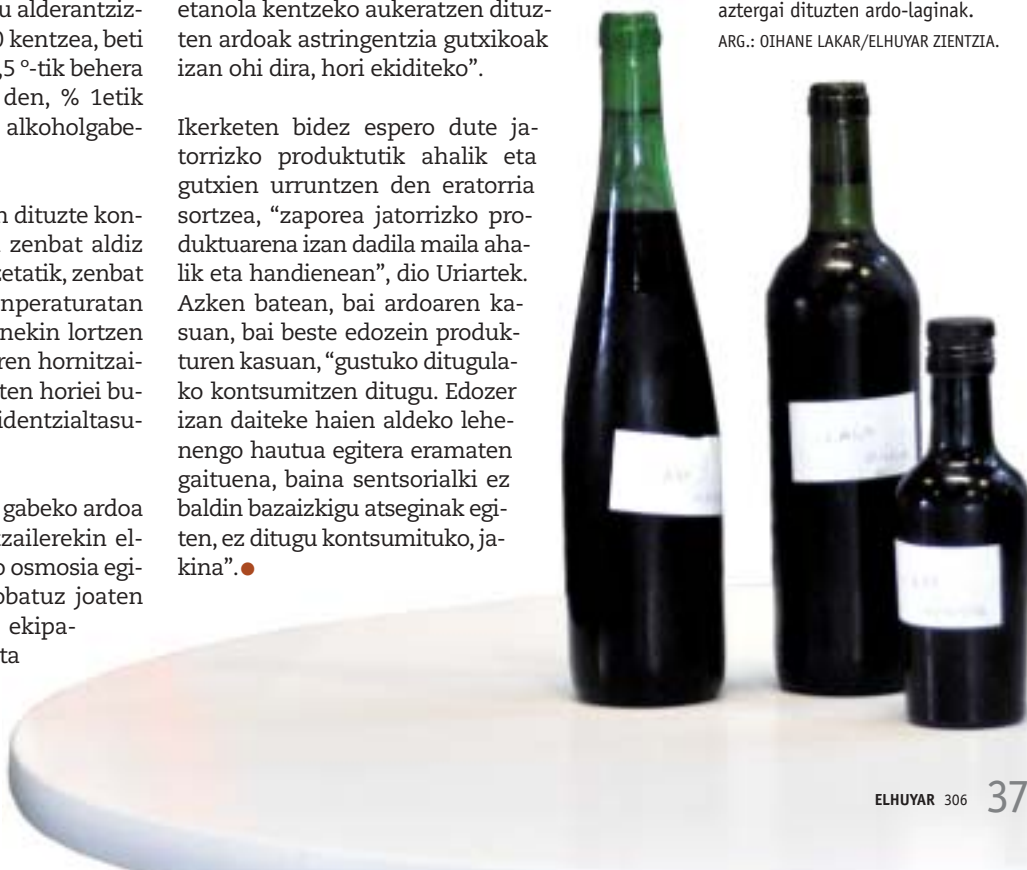 u alderantziz-
0 kentzea, beti
,5 º-tik behera
den, % 1etik
alkoholgabe-
n dituzte kon-
zenbat aldiz
zetatik, zenbat
nperaturatan
nekin lortzen
ren hornitzai-
ten horiei bu-
identzialtasu-
gabeko ardoa
zailerekin el-
o osmosia egi-
obatuz joaten
ekipa-
ta
etanola kentzeko aukeratzen dituz-
ten ardoak astringentzia gutxikoak
izan ohi dira, hori ekiditeko”.
Ikerketen bidez espero dute ja-
torrizko produktutik ahalik eta
gutxien urruntzen den eratorria
sortzea, “zaporea jatorrizko pro-
duktuarena izan dadila maila aha-
lik eta handienean”, dio Uriartek.
Azken batean, bai ardoaren ka-
suan, bai beste edozein produk-
turen kasuan, “gustuko ditugula-
ko kontsumitzen ditugu. Edozer
izan daiteke haien aldeko lehe-
nengo hautua egitera eramaten
gaituena, baina sentsorialki ez
baldin bazaizkigu atseginak egi-
ten, ez ditugu kontsumituko, ja-
kina”.
aztergai dituzten ardo-laginak.
ARG.: OIHANE LAKAR/ELHUYAR ZIENTZIA.
ELHUYAR 306 37